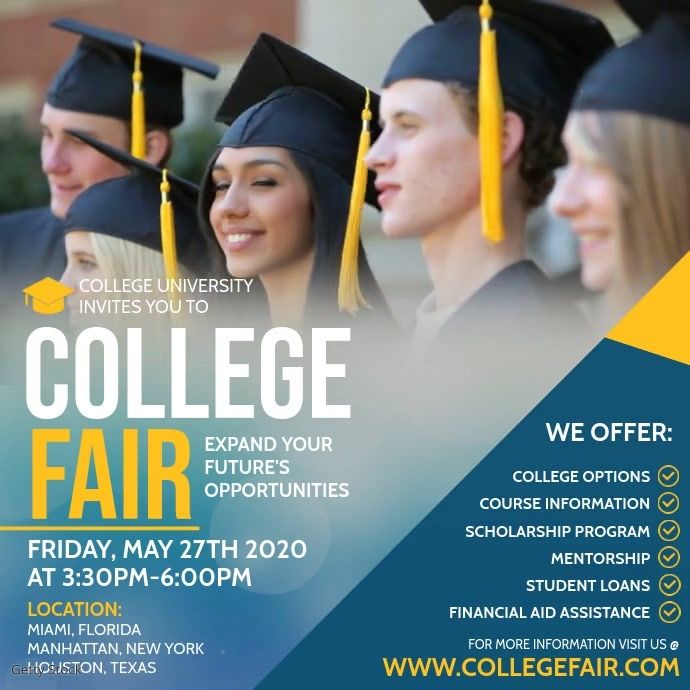 COLLEGE UNIVERSITY
INVITES YOU TO
COLLEGE
FAIR
EXPAND YOUR
FUTURE'S
OPPORTUNITIES
FRIDAY, MAY 27TH 2020
AT 3:30PM-6:00PM
LOCATION:
MIAMI, FLORIDA
MANHATTAN, NEW YORK
HOUSTON, TEXAS
WE OFFER:
COLLEGE OPTIONS
COURSE INFORMATION
SCHOLARSHIP PROGRAM
MENTORSHIP
STUDENT LOANS
FINANCIAL AID ASSISTANCE
FOR MORE INFORMATION VISIT US @
WWW.COLLEGEFAIR.COM